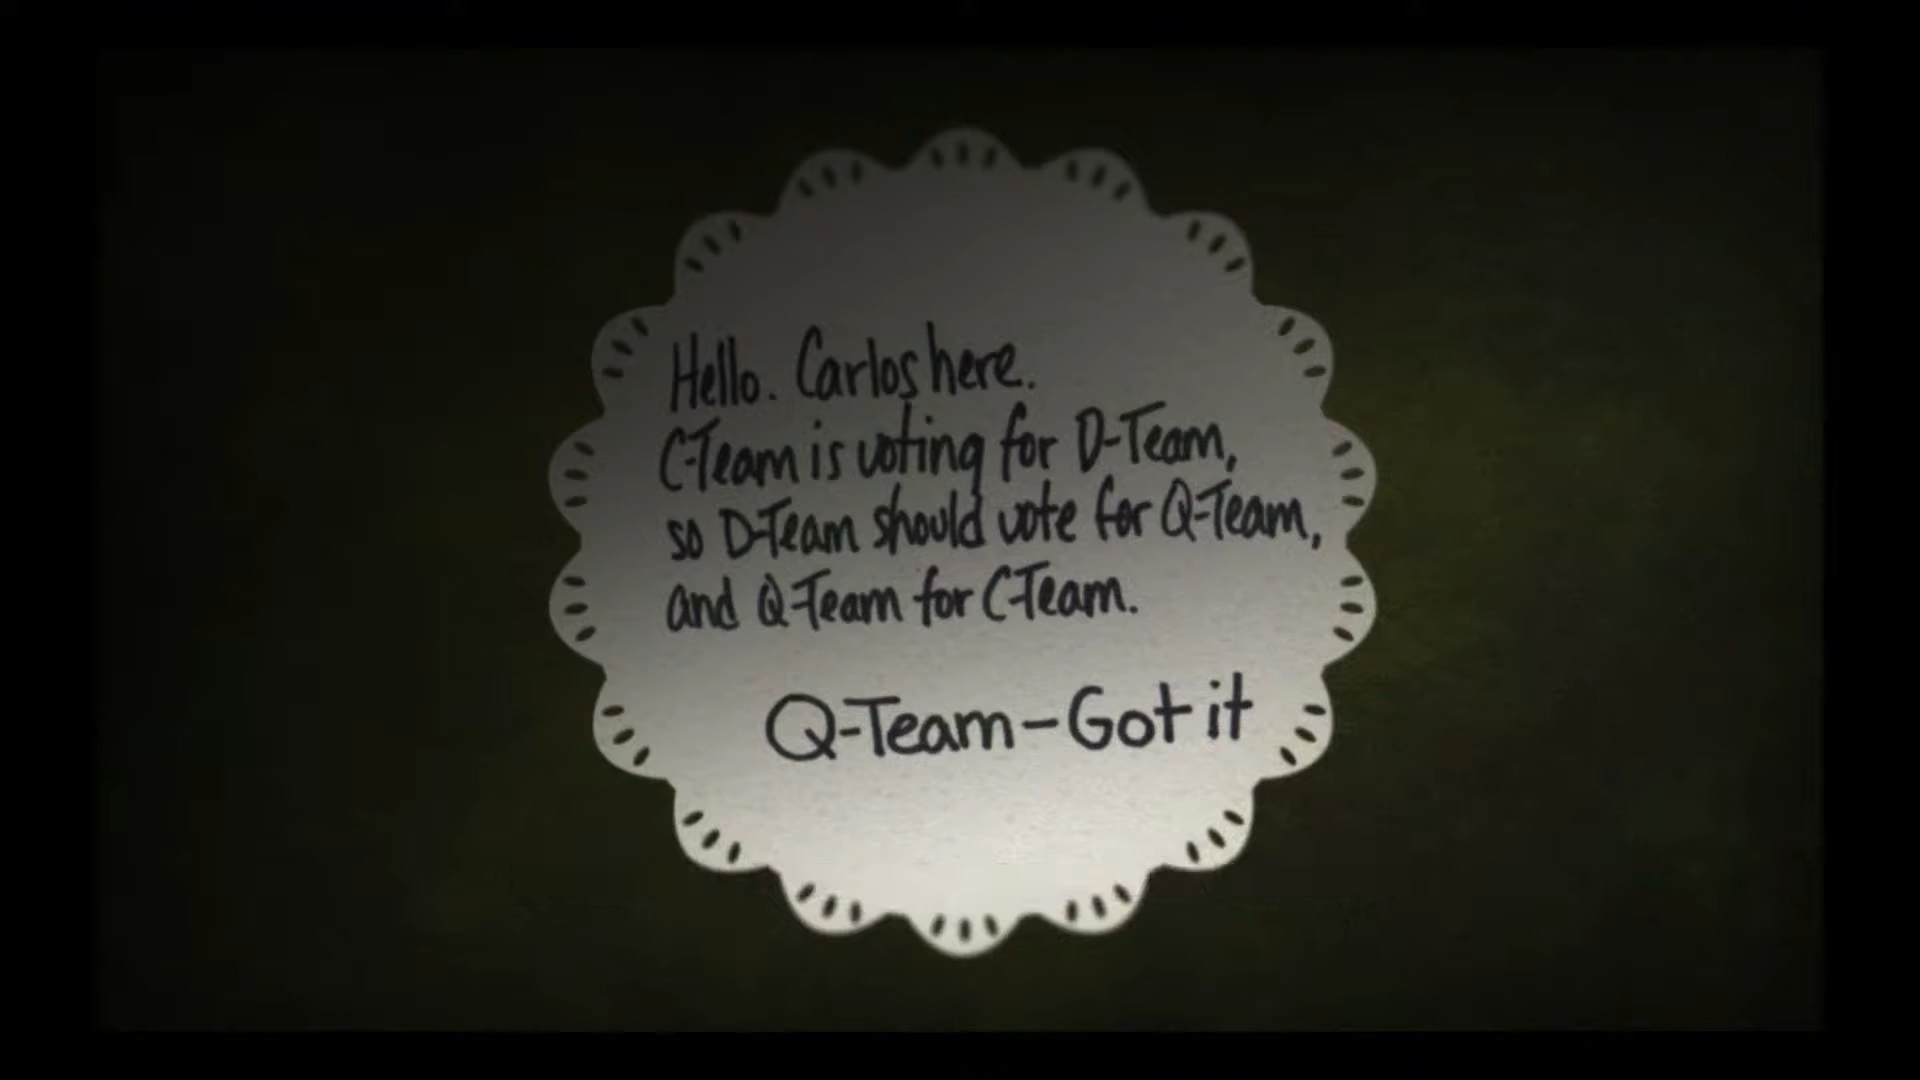 Hello. Carlos here.
C-Team is voting for D-Team,
so D-Team should vote for Q-Team,
and Q-Team for C-Team.
Q-Team-Got it